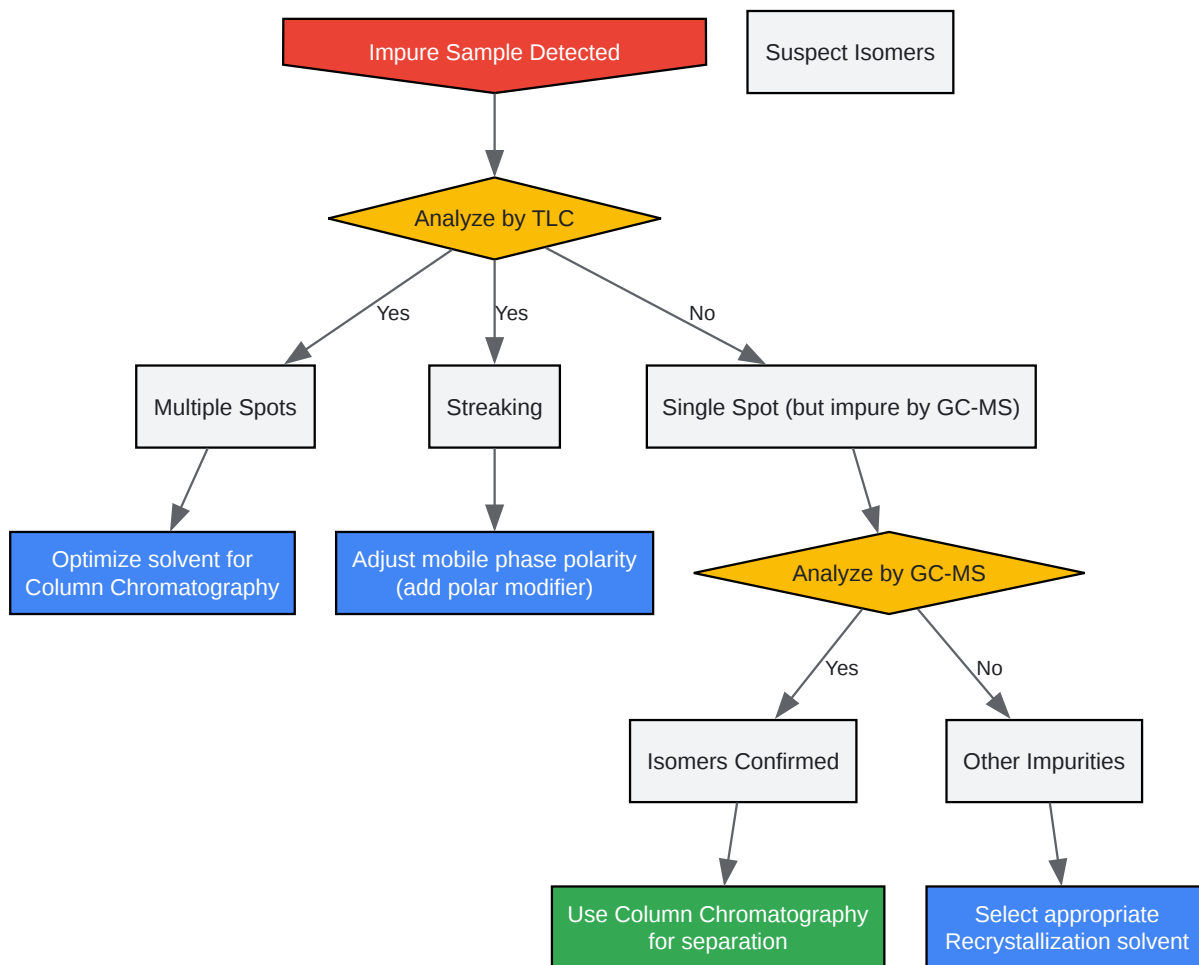 Impure Sample Detected
Suspect Isomers
Analyze by TLC
Yes
Yes
No
Multiple Spots
Streaking
Single Spot (but impure by GC-MS)
Optimize solvent for
Column Chromatography
Adjust mobile phase polarity
(add polar modifier)
Analyze by GC-MS
Yes
No
Isomers Confirmed
Other Impurities
Use Column Chromatography
for separation
Select appropriate
Recrystallization solvent